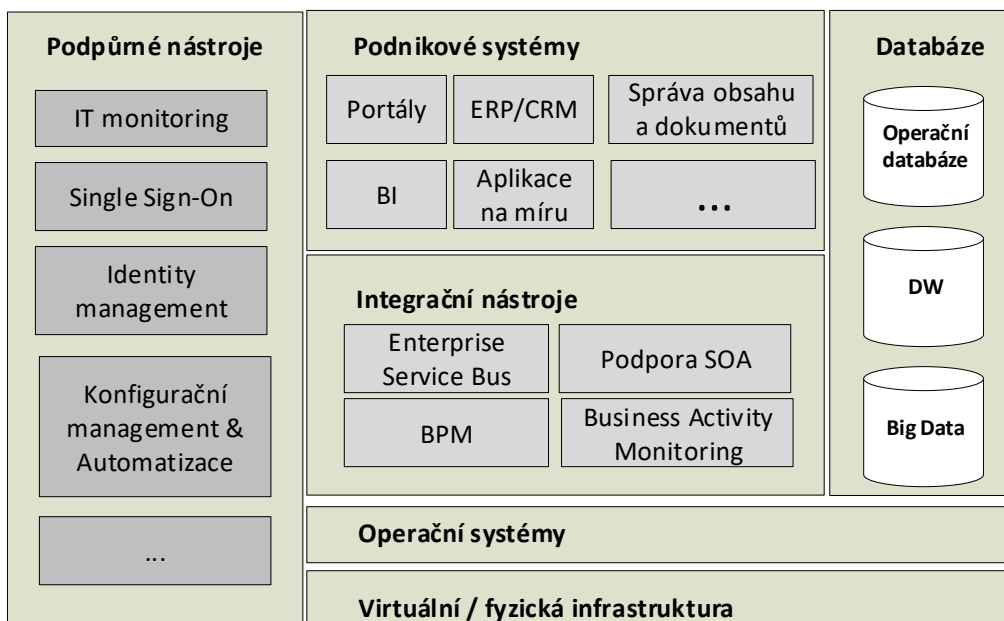 Podpůrné nástroje
IT monitoring
Single Sign-On
Identity
management
Konfigurační
management &
Automatizace
...
Podnikové systémy
Portály
ERP/CRM
Správa obsahu
a dokumentů
BI
Aplikace
na míru
...
Integrační nástroje
Enterprise
Service Bus
Podpora SOA
BPM
Business Activity
Monitoring
Databáze
Operační
databáze
DW
Big Data
Operační systémy
Virtuální / fyzická infrastruktura